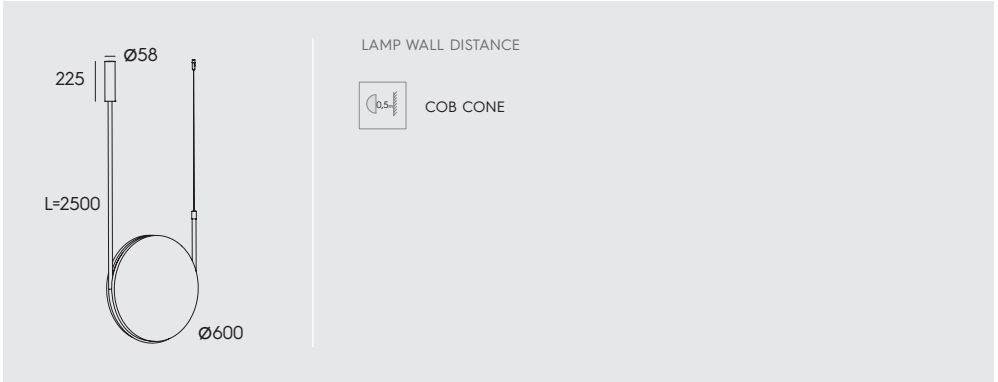 Ø58
225
L=2500
Ø600
LAMP WALL DISTANCE
0,5m
COB CONE